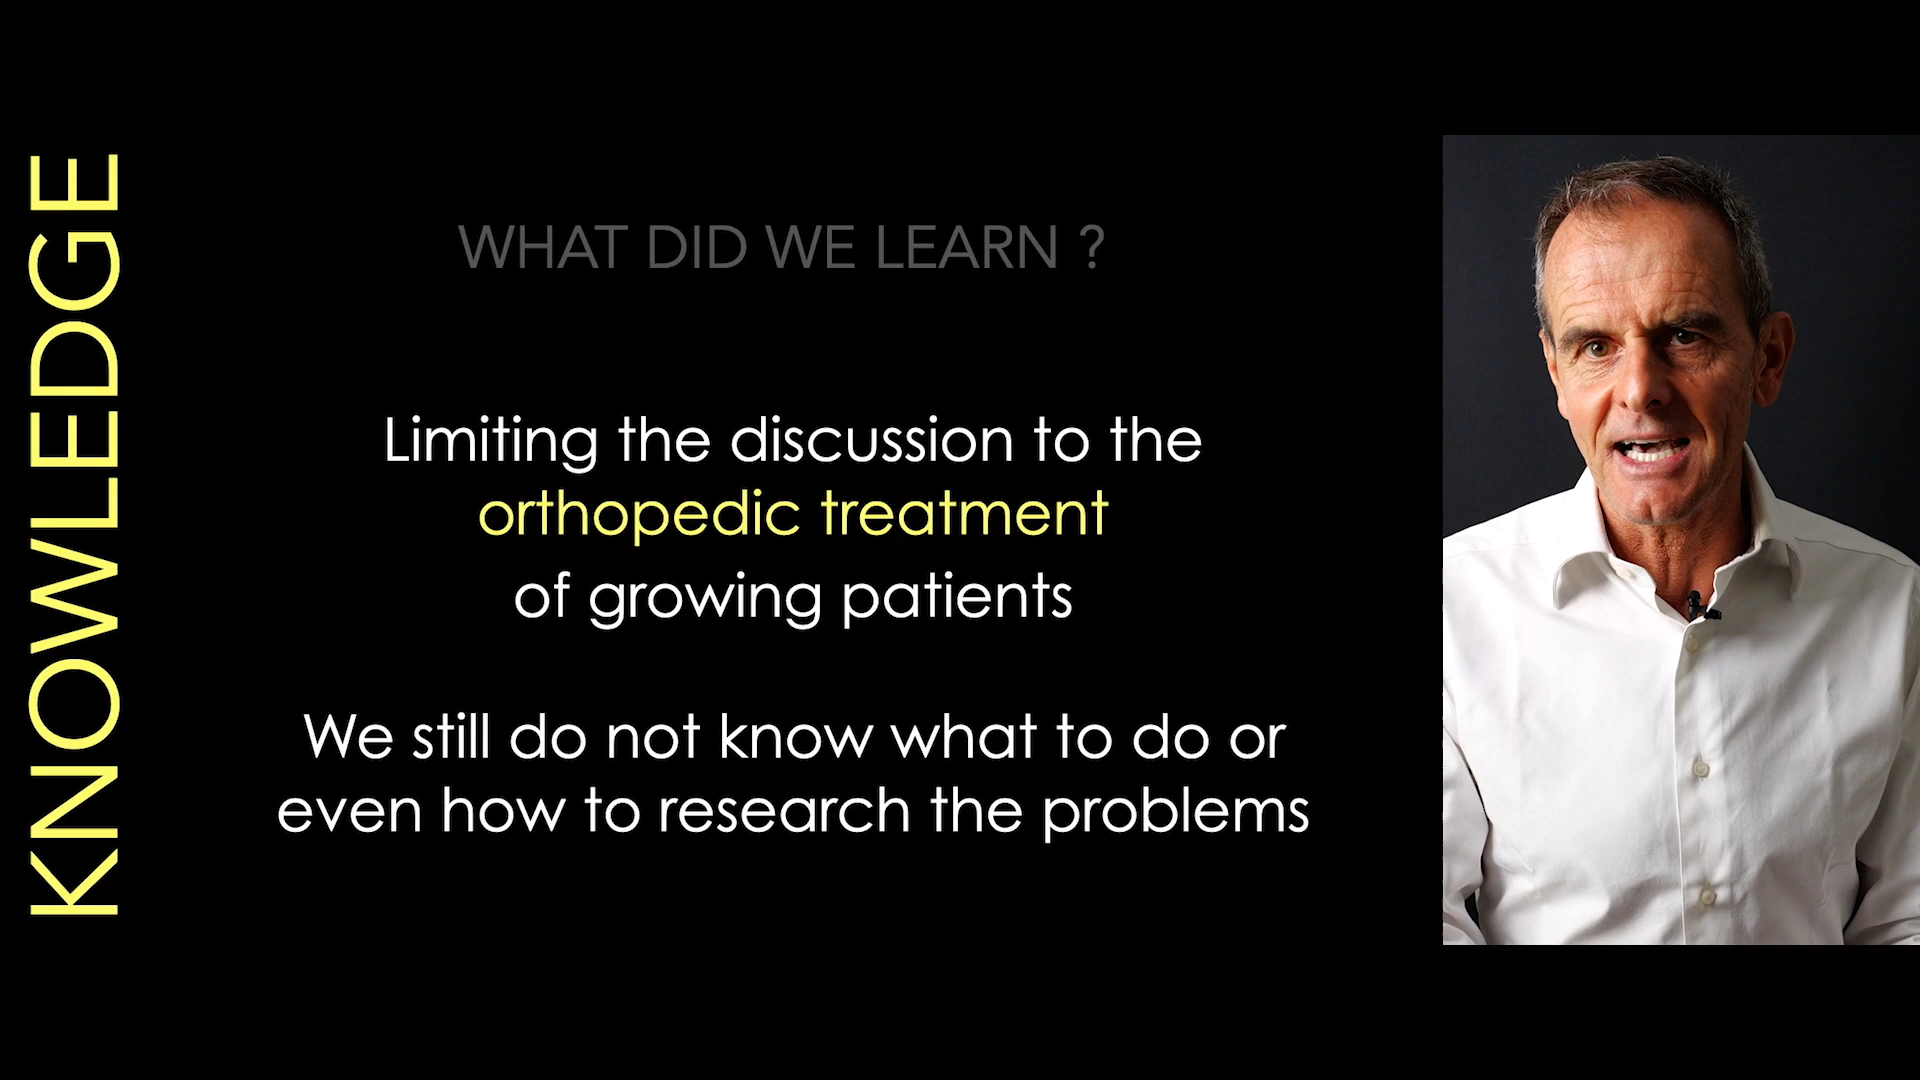 KNOWLEDGE
WHAT DID WE LEARN ?
Limiting the discussion to the
orthopedic treatment
of growing patients
We still do not know what to do or
even how to research the problems